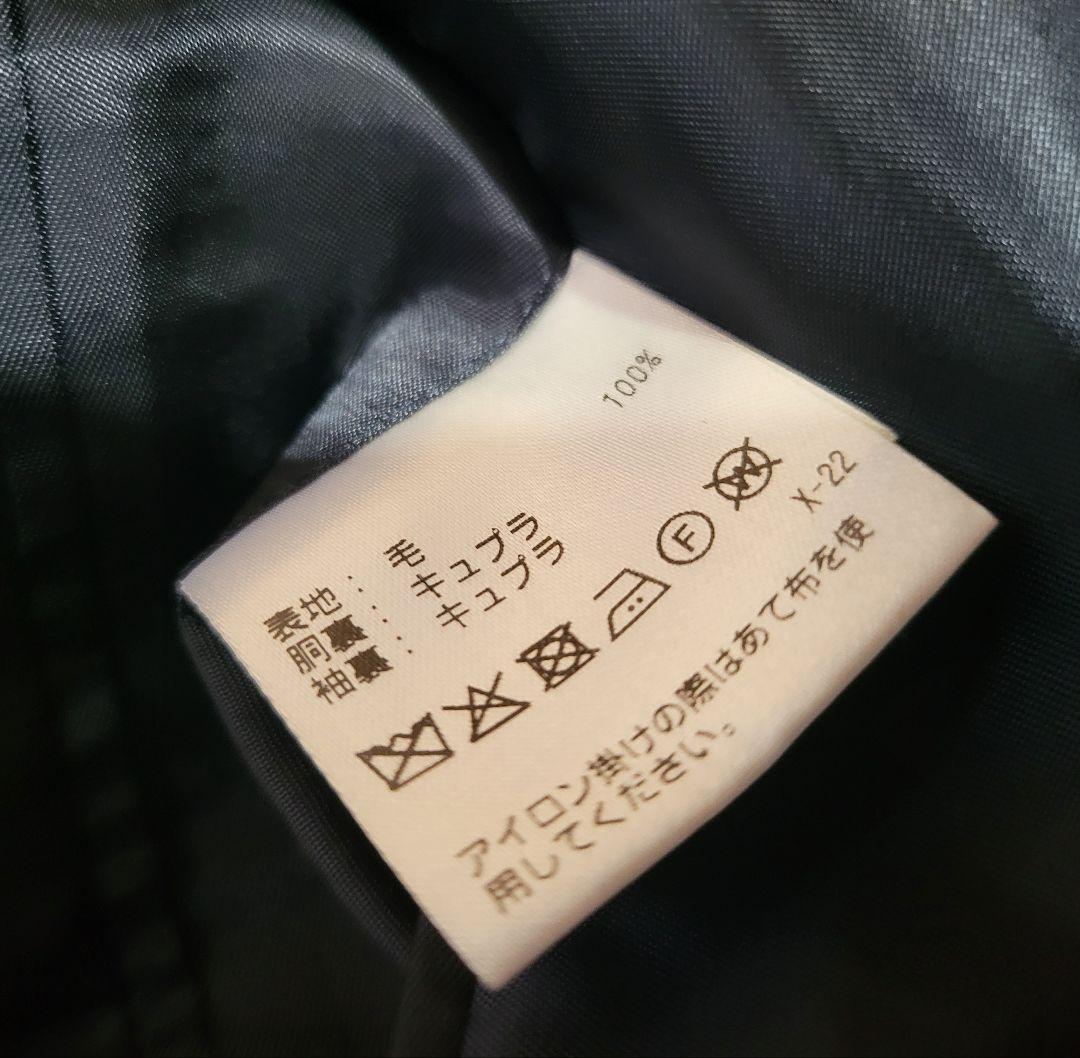 表地: 毛 100%
胴裏: キュプラ
袖裏: キュプラ
F W
X-22
アイロン掛けの際はあて布を使
用してください。